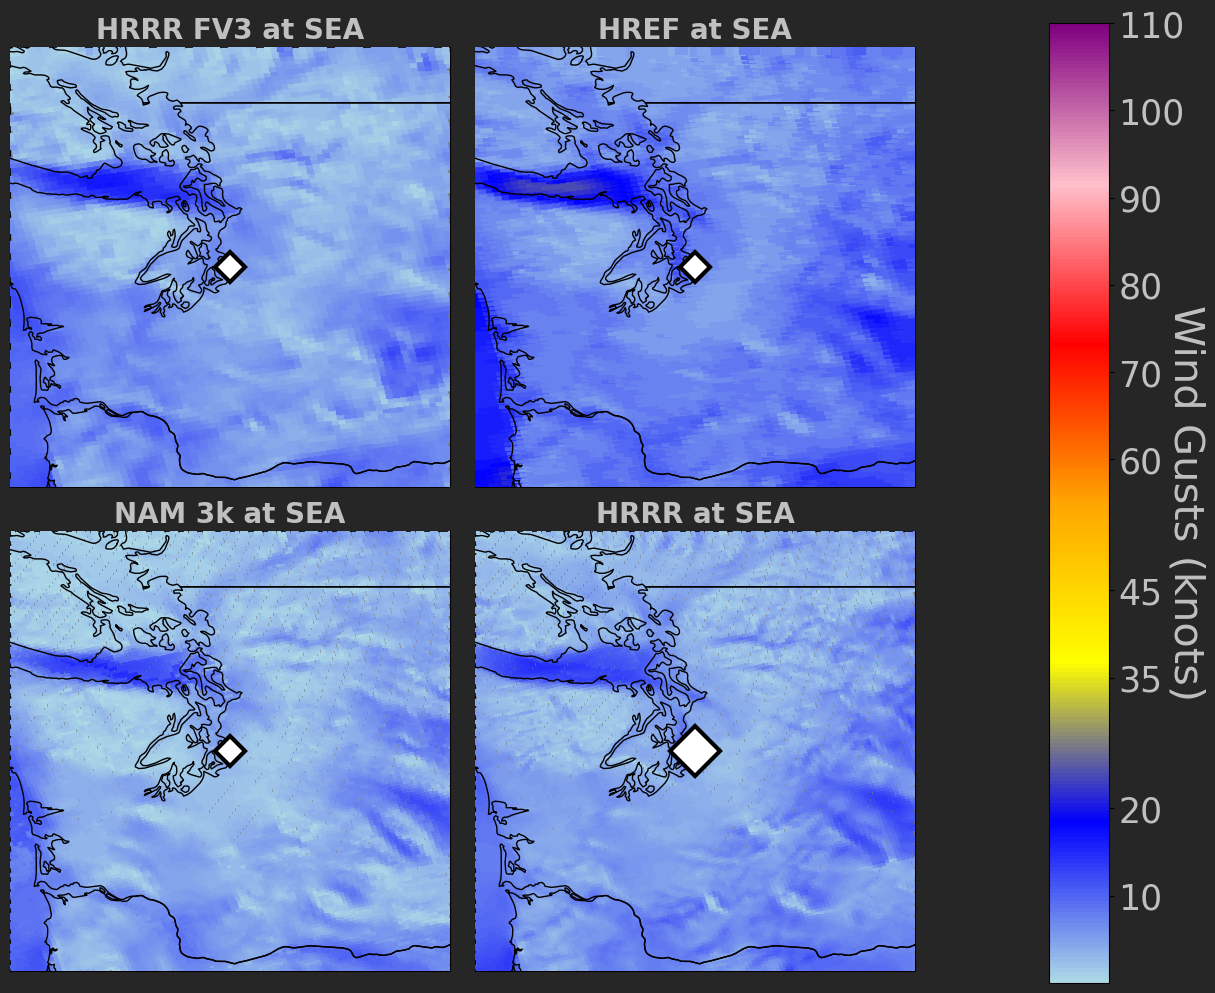 HRRR FV3 at SEA
HREF at SEA
NAM 3k at SEA
HRRR at SEA
110
100
90
80
70
60
45
35
20
10
Wind Gusts (knots)